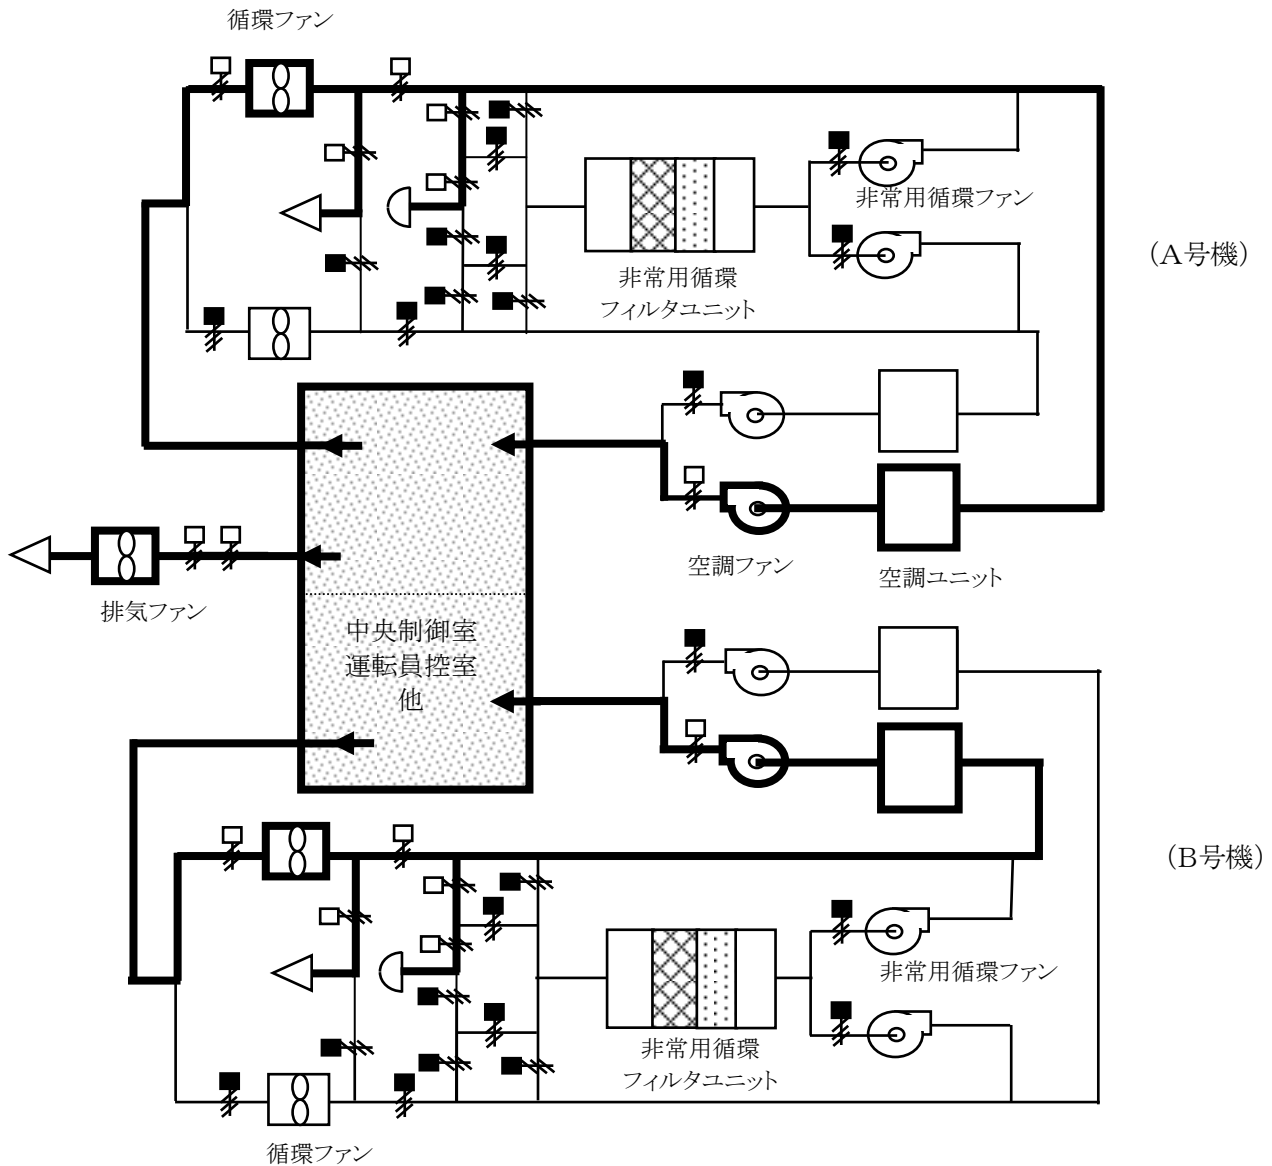 循環ファン
非常用循環ファン
(A号機)
非常用循環
フィルタユニット
空調ファン
空調ユニット
排気ファン
中央制御室
運転員控室
他
(B号機)
非常用循環ファン
非常用循環
フィルタユニット
循環ファン